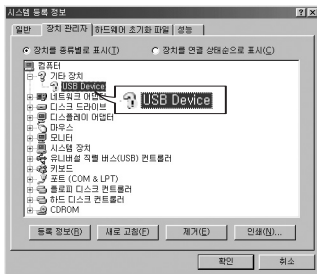 시스템 등록 정보
일반 장치 관리자 하드웨어 초기화 파일 성능
장치를 종류별로 표시(T) 장치를 연결 상태순으로 표시(C)
컴퓨터
기타 장치
USB Device
네트워크 어댑터
USB Device
디스크 드라이브
디스플레이 어댑터
마우스
모니터
시스템 장치
유니버설 직렬 버스(USB) 컨트롤러
키보드
포트 (COM & LPT)
플로피 디스크 컨트롤러
하드 디스크 컨트롤러
CDROM
등록 정보(R) 새로 고침(F) 제거(E) 인쇄(N)...
확인 취소